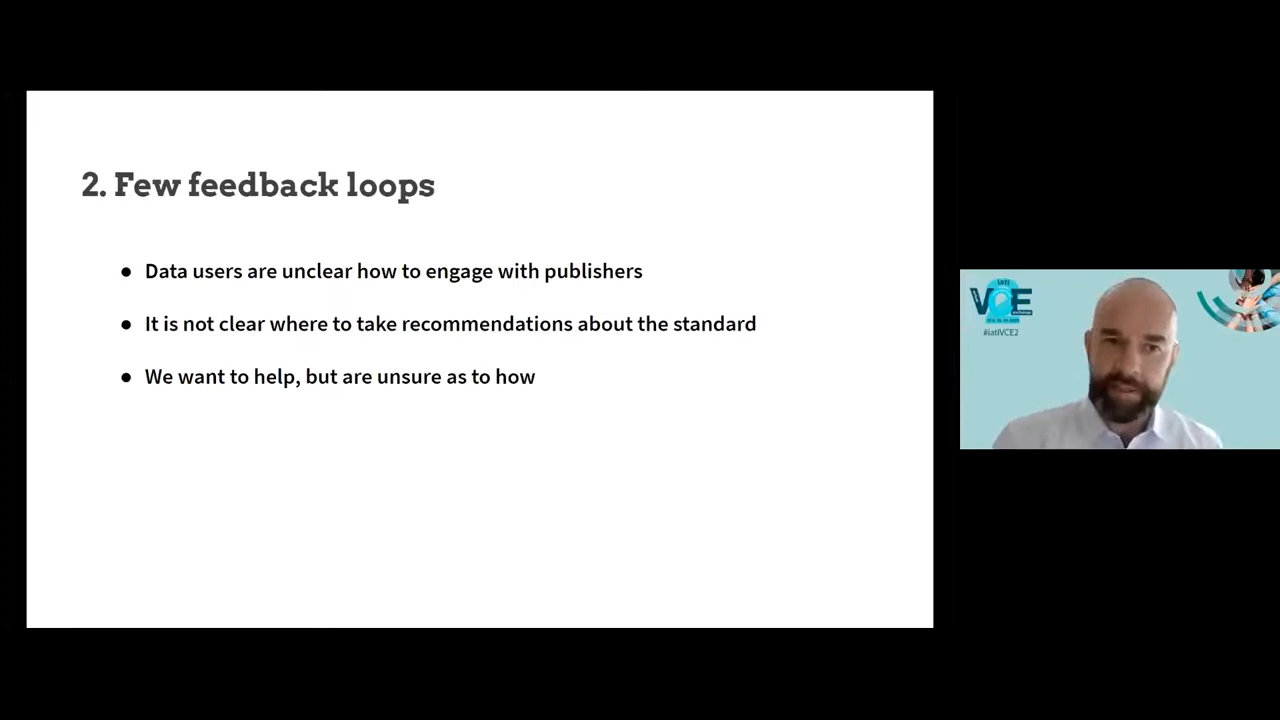 2. Few feedback loops
● Data users are unclear how to engage with publishers
● It is not clear where to take recommendations about the standard
● We want to help, but are unsure as to how
iati
VCE
#iatiVCE2